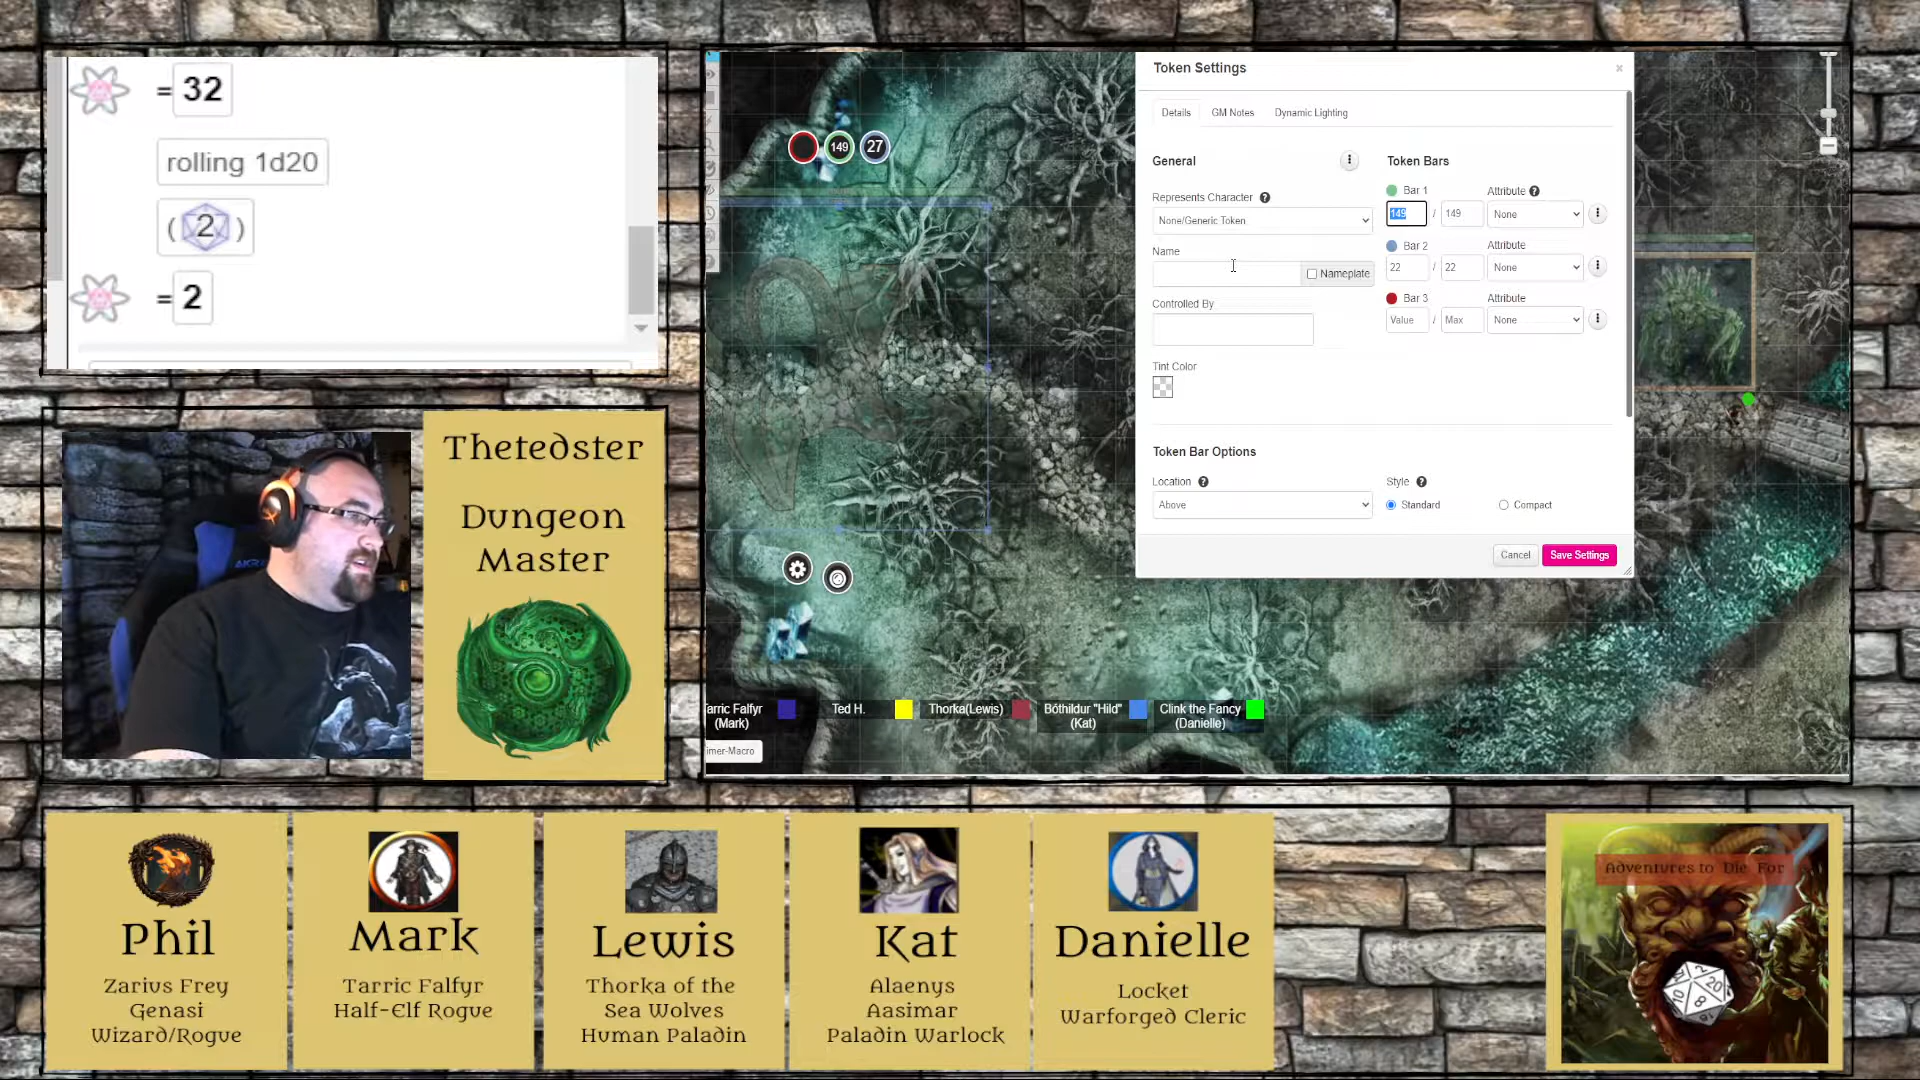 = 32
rolling 1d20
( 2 )
= 2
Thetedster
Dungeon
Master
149
27
Token Settings
×
Details
GM Notes
Dynamic Lighting
General
Token Bars
Represents Character ?
None/Generic Token
Name
Nameplate
Controlled By
Tint Color
Bar 1
Attribute ?
149 / 149
None
Bar 2
Attribute
22 / 22
None
Bar 3
Attribute
Value / Max
None
Token Bar Options
Location ?
Above
Style ?
Standard
Compact
Cancel
Save Settings
arric Falfyr
(Mark)
Ted H.
Thorka(Lewis)
Bóthildur "Hild"
(Kat)
Clink the Fancy
(Danielle)
imer-Macro
Phil
Zarius Frey
Genasi
Wizard/Rogue
Mark
Tarric Falfyr
Half-Elf Rogue
Lewis
Thorka of the
Sea Wolves
Human Paladin
Kat
Alaenys
Aasimar
Paladin Warlock
Danielle
Locket
Warforged Cleric
Adventures to Die For
20
8